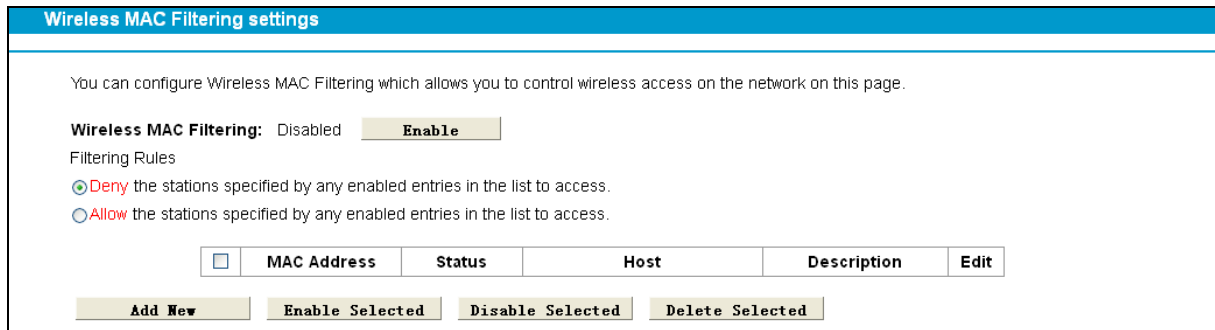 Wireless MAC Filtering settings
You can configure Wireless MAC Filtering which allows you to control wireless access on the network on this page.
Wireless MAC Filtering: Disabled Enable
Filtering Rules
Deny the stations specified by any enabled entries in the list to access.
Allow the stations specified by any enabled entries in the list to access.
MAC Address Status Host Description Edit
Add New Enable Selected Disable Selected Delete Selected